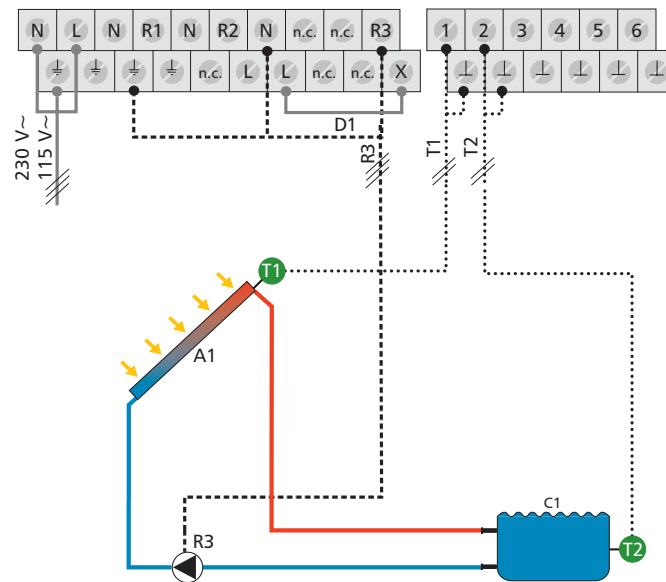 N L N R1 N R2 N n.c. n.c. R3
n.c. L L n.c. n.c. X
1 2 3 4 5 6
D1
230 V~
115 V~
R3
T1
T2
T1
A1
C1
R3
T2